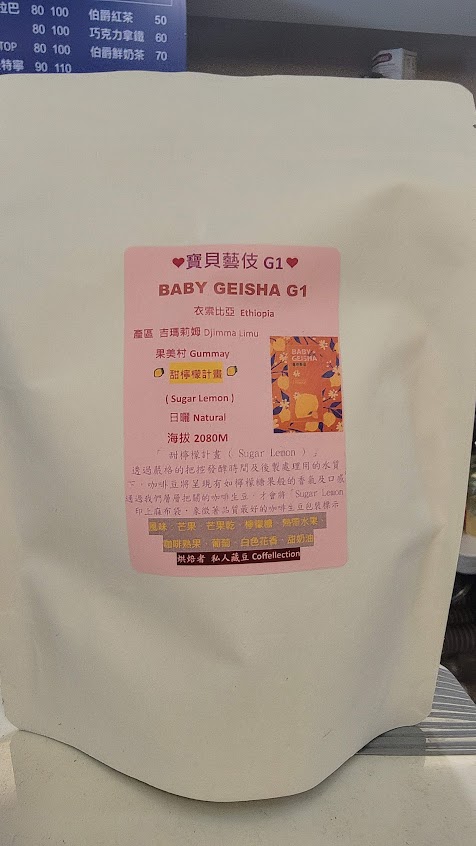 拉巴 80 100 伯爵紅茶 50
80 100 巧克力拿鐵 60
TOP 80 100 伯爵鮮奶茶 70
特寧 90 110
❤寶貝藝伎 G1❤
BABY GEISHA G1
衣索比亞 Ethiopia
產區 吉瑪莉姆 Djimma Limu
果美村 Gummay
甜檸檬計畫
( Sugar Lemon )
日曬 Natural
海拔 2080M
BABY
GEISHA
「 甜檸檬計畫 ( Sugar Lemon ) 」
透過嚴格的把控發酵時間及後製處理用的水質
下，咖啡豆將呈現有如檸檬糖果般的香氣及口感
透過我們層層把關的咖啡生豆，才會將「Sugar Lemon
印上麻布袋，象徵著品質最好的咖啡生豆包裝標示
風味 芒果、芒果乾、檸檬糖、熱帶水果、
咖啡熟果、葡萄、白色花香、甜奶油
烘焙者 私人藏豆 Coffellection